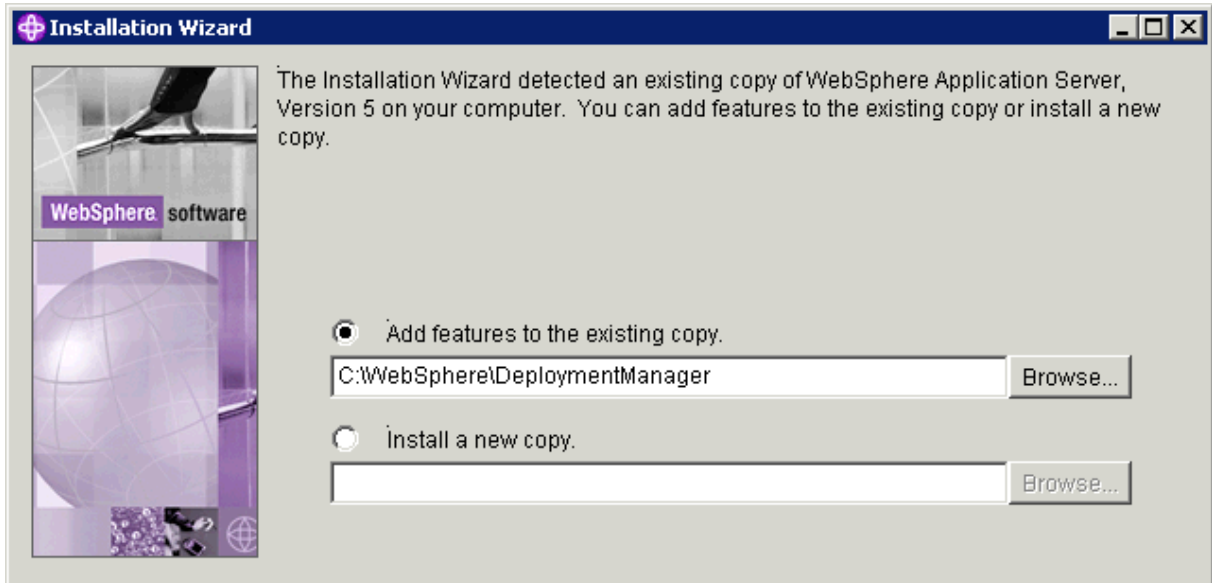 Installation Wizard
The Installation Wizard detected an existing copy of WebSphere Application Server,
Version 5 on your computer. You can add features to the existing copy or install a new
copy.
WebSphere software
Add features to the existing copy.
C:\WebSphere\DeploymentManager
Browse...
Install a new copy.
Browse...